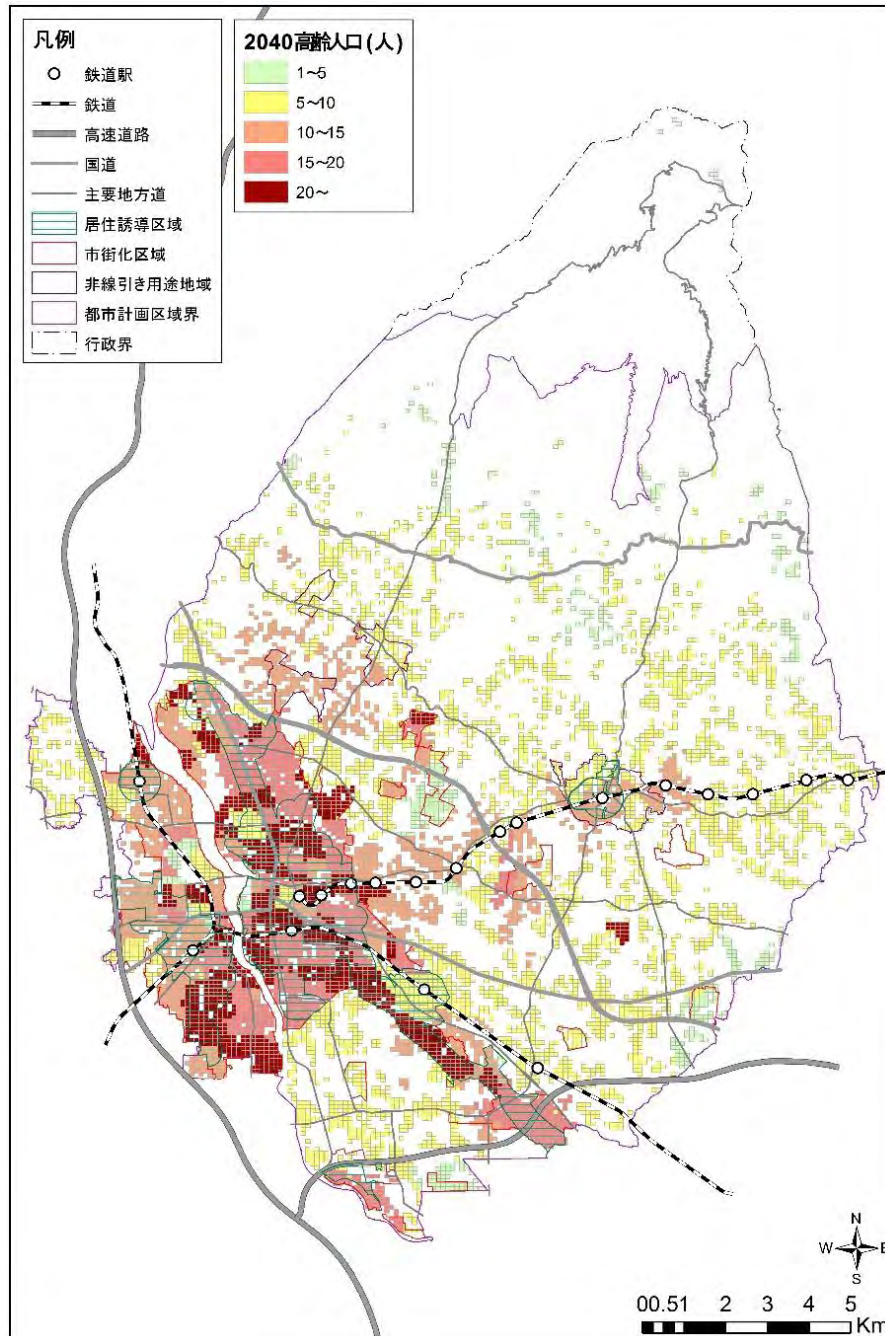 凡例
鉄道駅
鉄道
高速道路
国道
主要地方道
居住誘導区域
市街化区域
非線引き用途地域
都市計画区域界
行政界
2040高齢人口(人)
1~5
5~10
10~15
15~20
20~
N
W E
S
00.51 2 3 4 5
Km